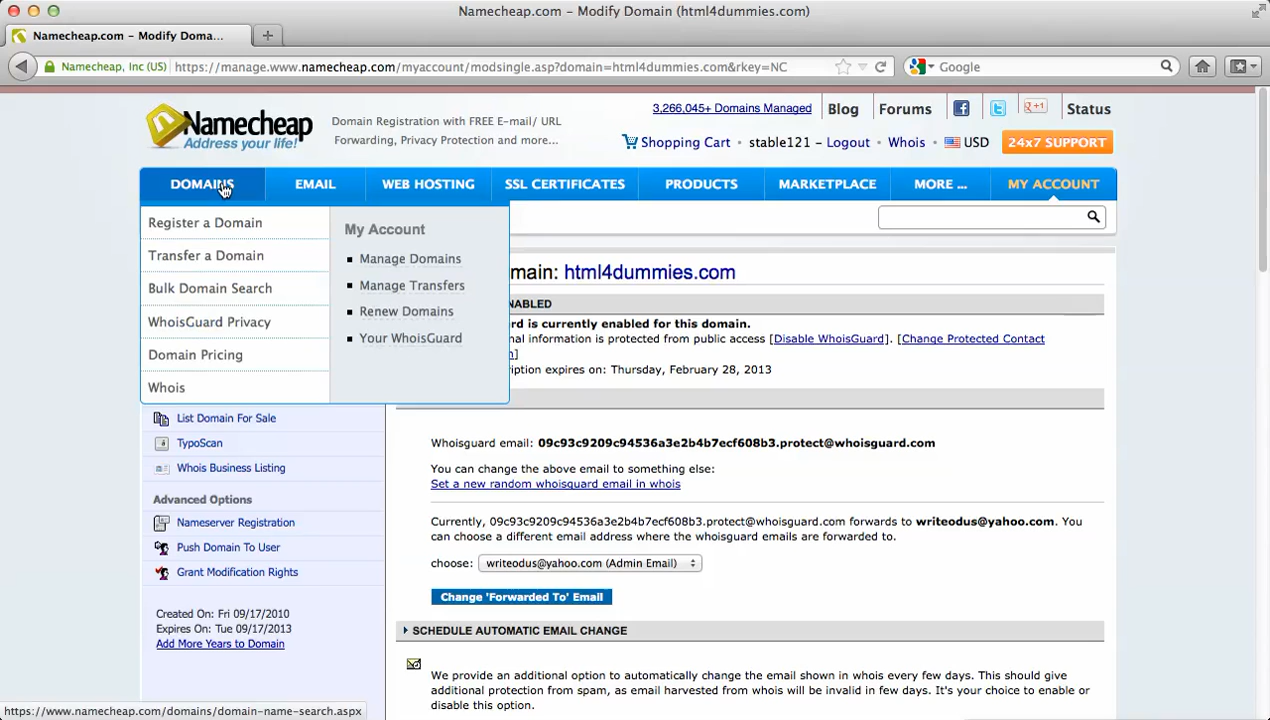 Namecheap.com – Modify Domain (html4dummies.com)
Namecheap.com – Modify Doma...
Namecheap, Inc (US)
https://manage.www.namecheap.com/myaccount/modsingle.asp?domain=html4dummies.com&rkey=NC
Google
Namecheap
Address your life!
Domain Registration with FREE E-mail/ URL
Forwarding, Privacy Protection and more...
3,266,045+ Domains Managed
Blog
Forums
+1
Status
Shopping Cart
stable121 – Logout
Whois
USD
24x7 SUPPORT
DOMAINS
EMAIL
WEB HOSTING
SSL CERTIFICATES
PRODUCTS
MARKETPLACE
MORE ...
MY ACCOUNT
Register a Domain
Transfer a Domain
Bulk Domain Search
WhoisGuard Privacy
Domain Pricing
Whois
My Account
Manage Domains
Manage Transfers
Renew Domains
Your WhoisGuard
main: html4dummies.com
NABLED
rd is currently enabled for this domain.
nal information is protected from public access [Disable WhoisGuard]. [Change Protected Contact
n]
ription expires on: Thursday, February 28, 2013
List Domain For Sale
TypoScan
Whois Business Listing
Advanced Options
Nameserver Registration
Push Domain To User
Grant Modification Rights
Created On: Fri 09/17/2010
Expires On: Tue 09/17/2013
Add More Years to Domain
Whoisguard email: 09c93c9209c94536a3e2b4b7ecf608b3.protect@whoisguard.com
You can change the above email to something else:
Set a new random whoisguard email in whois
Currently, 09c93c9209c94536a3e2b4b7ecf608b3.protect@whoisguard.com forwards to writeodus@yahoo.com. You
can choose a different email address where the whoisguard emails are forwarded to.
choose: writeodus@yahoo.com (Admin Email)
Change 'Forwarded To' Email
SCHEDULE AUTOMATIC EMAIL CHANGE
We provide an additional option to automatically change the email shown in whois every few days. This should give
additional protection from spam, as email harvested from whois will be invalid in few days. It's your choice to enable or
disable this option.
https://www.namecheap.com/domains/domain-name-search.aspx